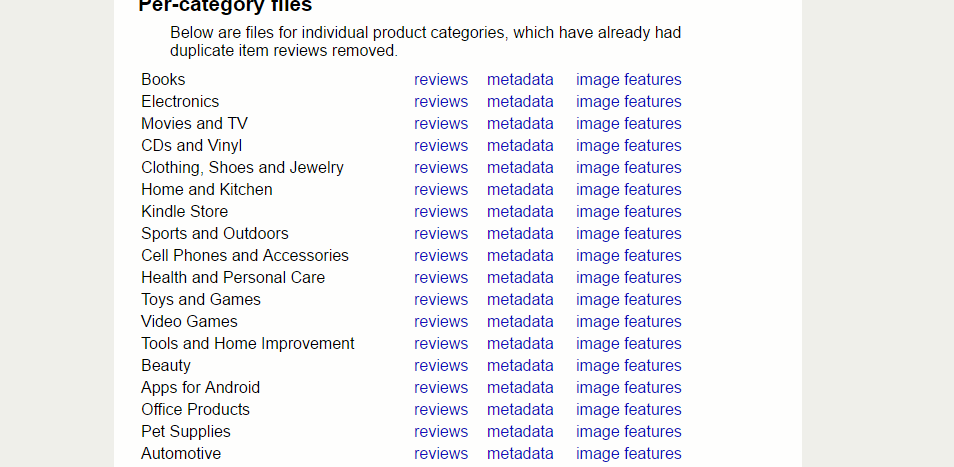 Per-category files
Below are files for individual product categories, which have already had
duplicate item reviews removed.
Books reviews metadata image features
Electronics reviews metadata image features
Movies and TV reviews metadata image features
CDs and Vinyl reviews metadata image features
Clothing, Shoes and Jewelry reviews metadata image features
Home and Kitchen reviews metadata image features
Kindle Store reviews metadata image features
Sports and Outdoors reviews metadata image features
Cell Phones and Accessories reviews metadata image features
Health and Personal Care reviews metadata image features
Toys and Games reviews metadata image features
Video Games reviews metadata image features
Tools and Home Improvement reviews metadata image features
Beauty reviews metadata image features
Apps for Android reviews metadata image features
Office Products reviews metadata image features
Pet Supplies reviews metadata image features
Automotive reviews metadata image features